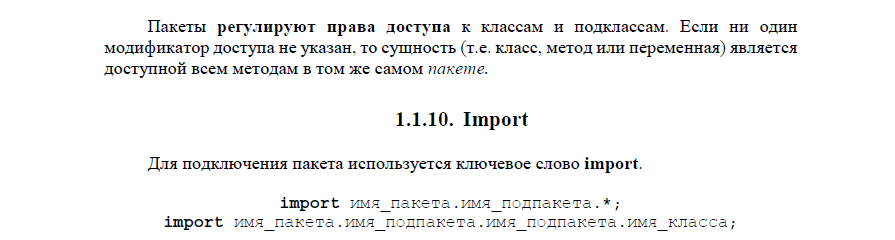 Пакеты регулируют права доступа к классам и подклассам. Если ни один
модификатор доступа не указан, то сущность (т.е. класс, метод или переменная) является
доступной всем методам в том же самом пакете.
1.1.10. Import
Для подключения пакета используется ключевое слово import.
import имя_пакета.имя_подпакета.*;
import имя_пакета.имя_подпакета.имя_подпакета.имя_класса;